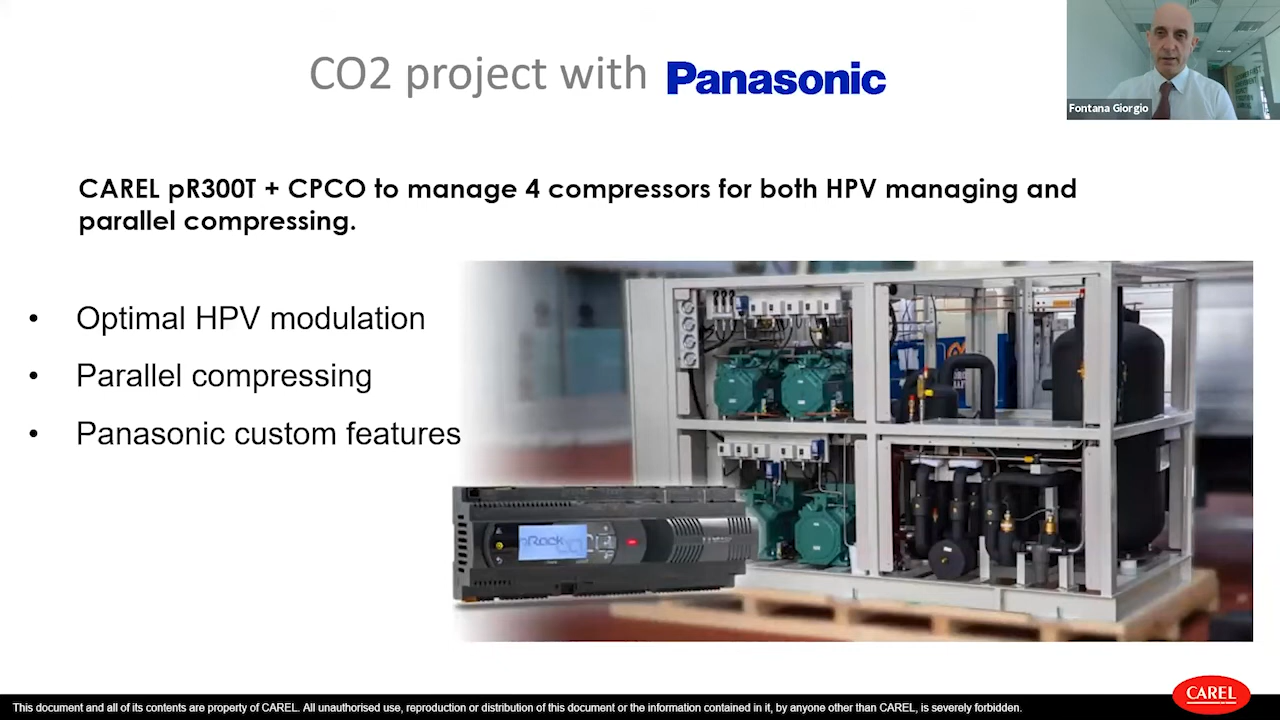 CO2 project with Panasonic
Fontana Giorgio
CAREL pR300T + CPCO to manage 4 compressors for both HPV managing and
parallel compressing.
• Optimal HPV modulation
• Parallel compressing
• Panasonic custom features
pRack
CAREL
This document and all of its contents are property of CAREL. All unauthorised use, reproduction or distribution of this document or the information contained in it, by anyone other than CAREL, is severely forbidden.